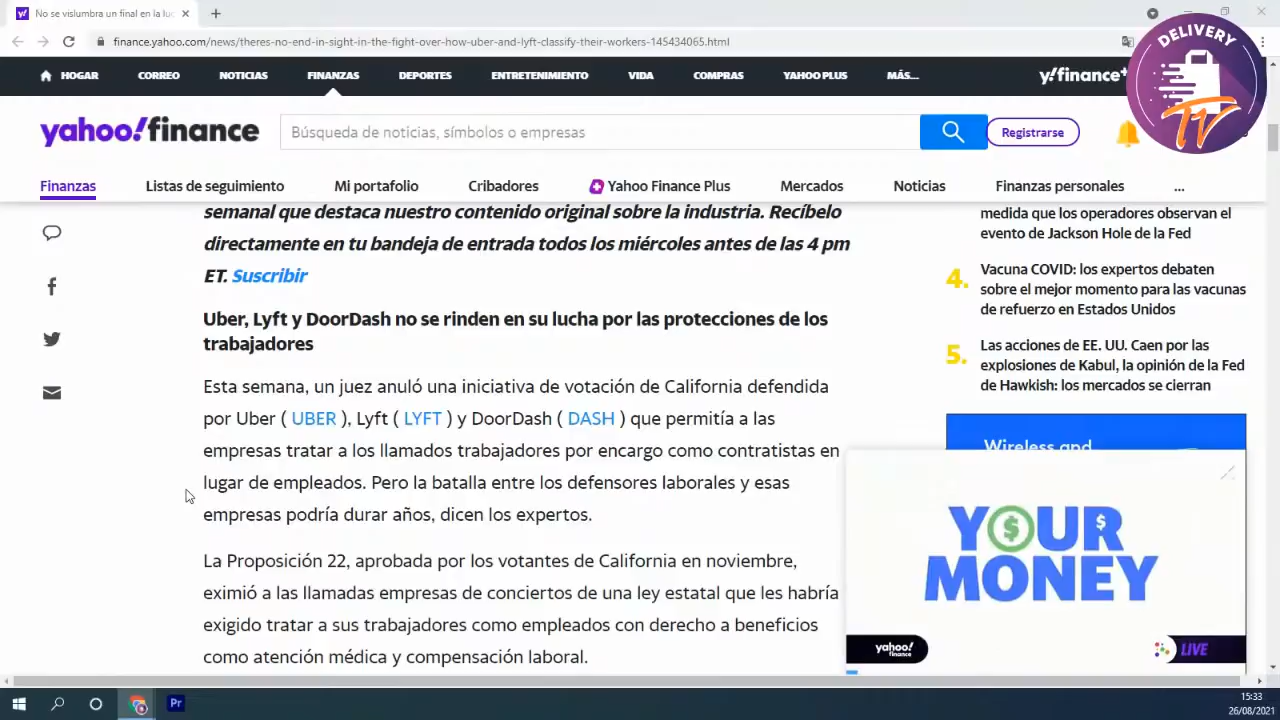 No se vislumbra un final en la luc
finance.yahoo.com/news/theres-no-end-in-sight-in-the-fight-over-how-uber-and-lyft-classify-their-workers-145434065.html
DELIVERY
TV
HOGAR CORREO NOTICIAS FINANZAS DEPORTES ENTRETENIMIENTO VIDA COMPRAS YAHOO PLUS MÁS...
y!finance+
yahoo!finance
Búsqueda de noticias, símbolos o empresas
Registrarse
Finanzas Listas de seguimiento Mi portafolio Cribadores Yahoo Finance Plus Mercados Noticias Finanzas personales ...
semanal que destaca nuestro contenido original sobre la industria. Recíbelo
directamente en tu bandeja de entrada todos los miércoles antes de las 4 pm
ET. Suscribir
Uber, Lyft y DoorDash no se rinden en su lucha por las protecciones de los
trabajadores
Esta semana, un juez anuló una iniciativa de votación de California defendida
por Uber ( UBER ), Lyft ( LYFT ) y DoorDash ( DASH ) que permitía a las
empresas tratar a los llamados trabajadores por encargo como contratistas en
lugar de empleados. Pero la batalla entre los defensores laborales y esas
empresas podría durar años, dicen los expertos.
La Proposición 22, aprobada por los votantes de California en noviembre,
eximió a las llamadas empresas de conciertos de una ley estatal que les habría
exigido tratar a sus trabajadores como empleados con derecho a beneficios
como atención médica y compensación laboral.
medida que los operadores observan el
evento de Jackson Hole de la Fed
4. Vacuna COVID: los expertos debaten
sobre el mejor momento para las vacunas
de refuerzo en Estados Unidos
5. Las acciones de EE. UU. Caen por las
explosiones de Kabul, la opinión de la Fed
de Hawkish: los mercados se cierran
Wireless and
YOUR
MONEY
yahoo!
finance
LIVE
Pr
15:33
26/08/2021